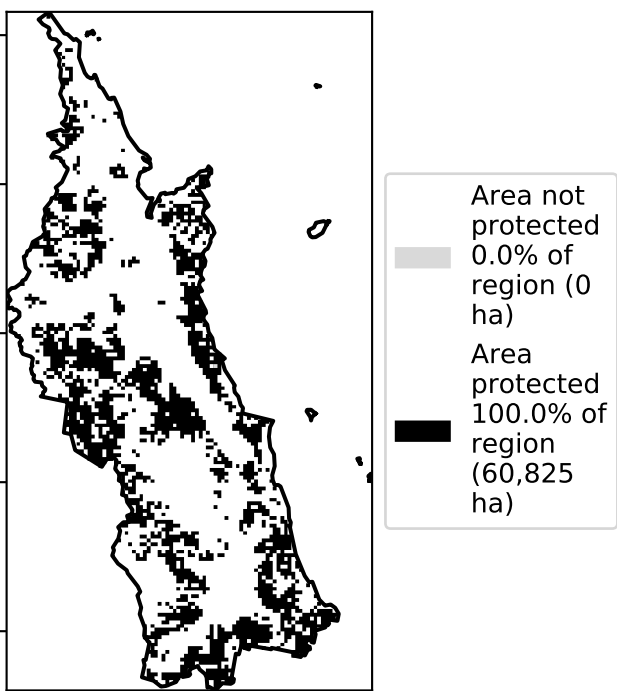 Area not
protected
0.0% of
region (0
ha)
Area
protected
100.0% of
region
(60,825
ha)